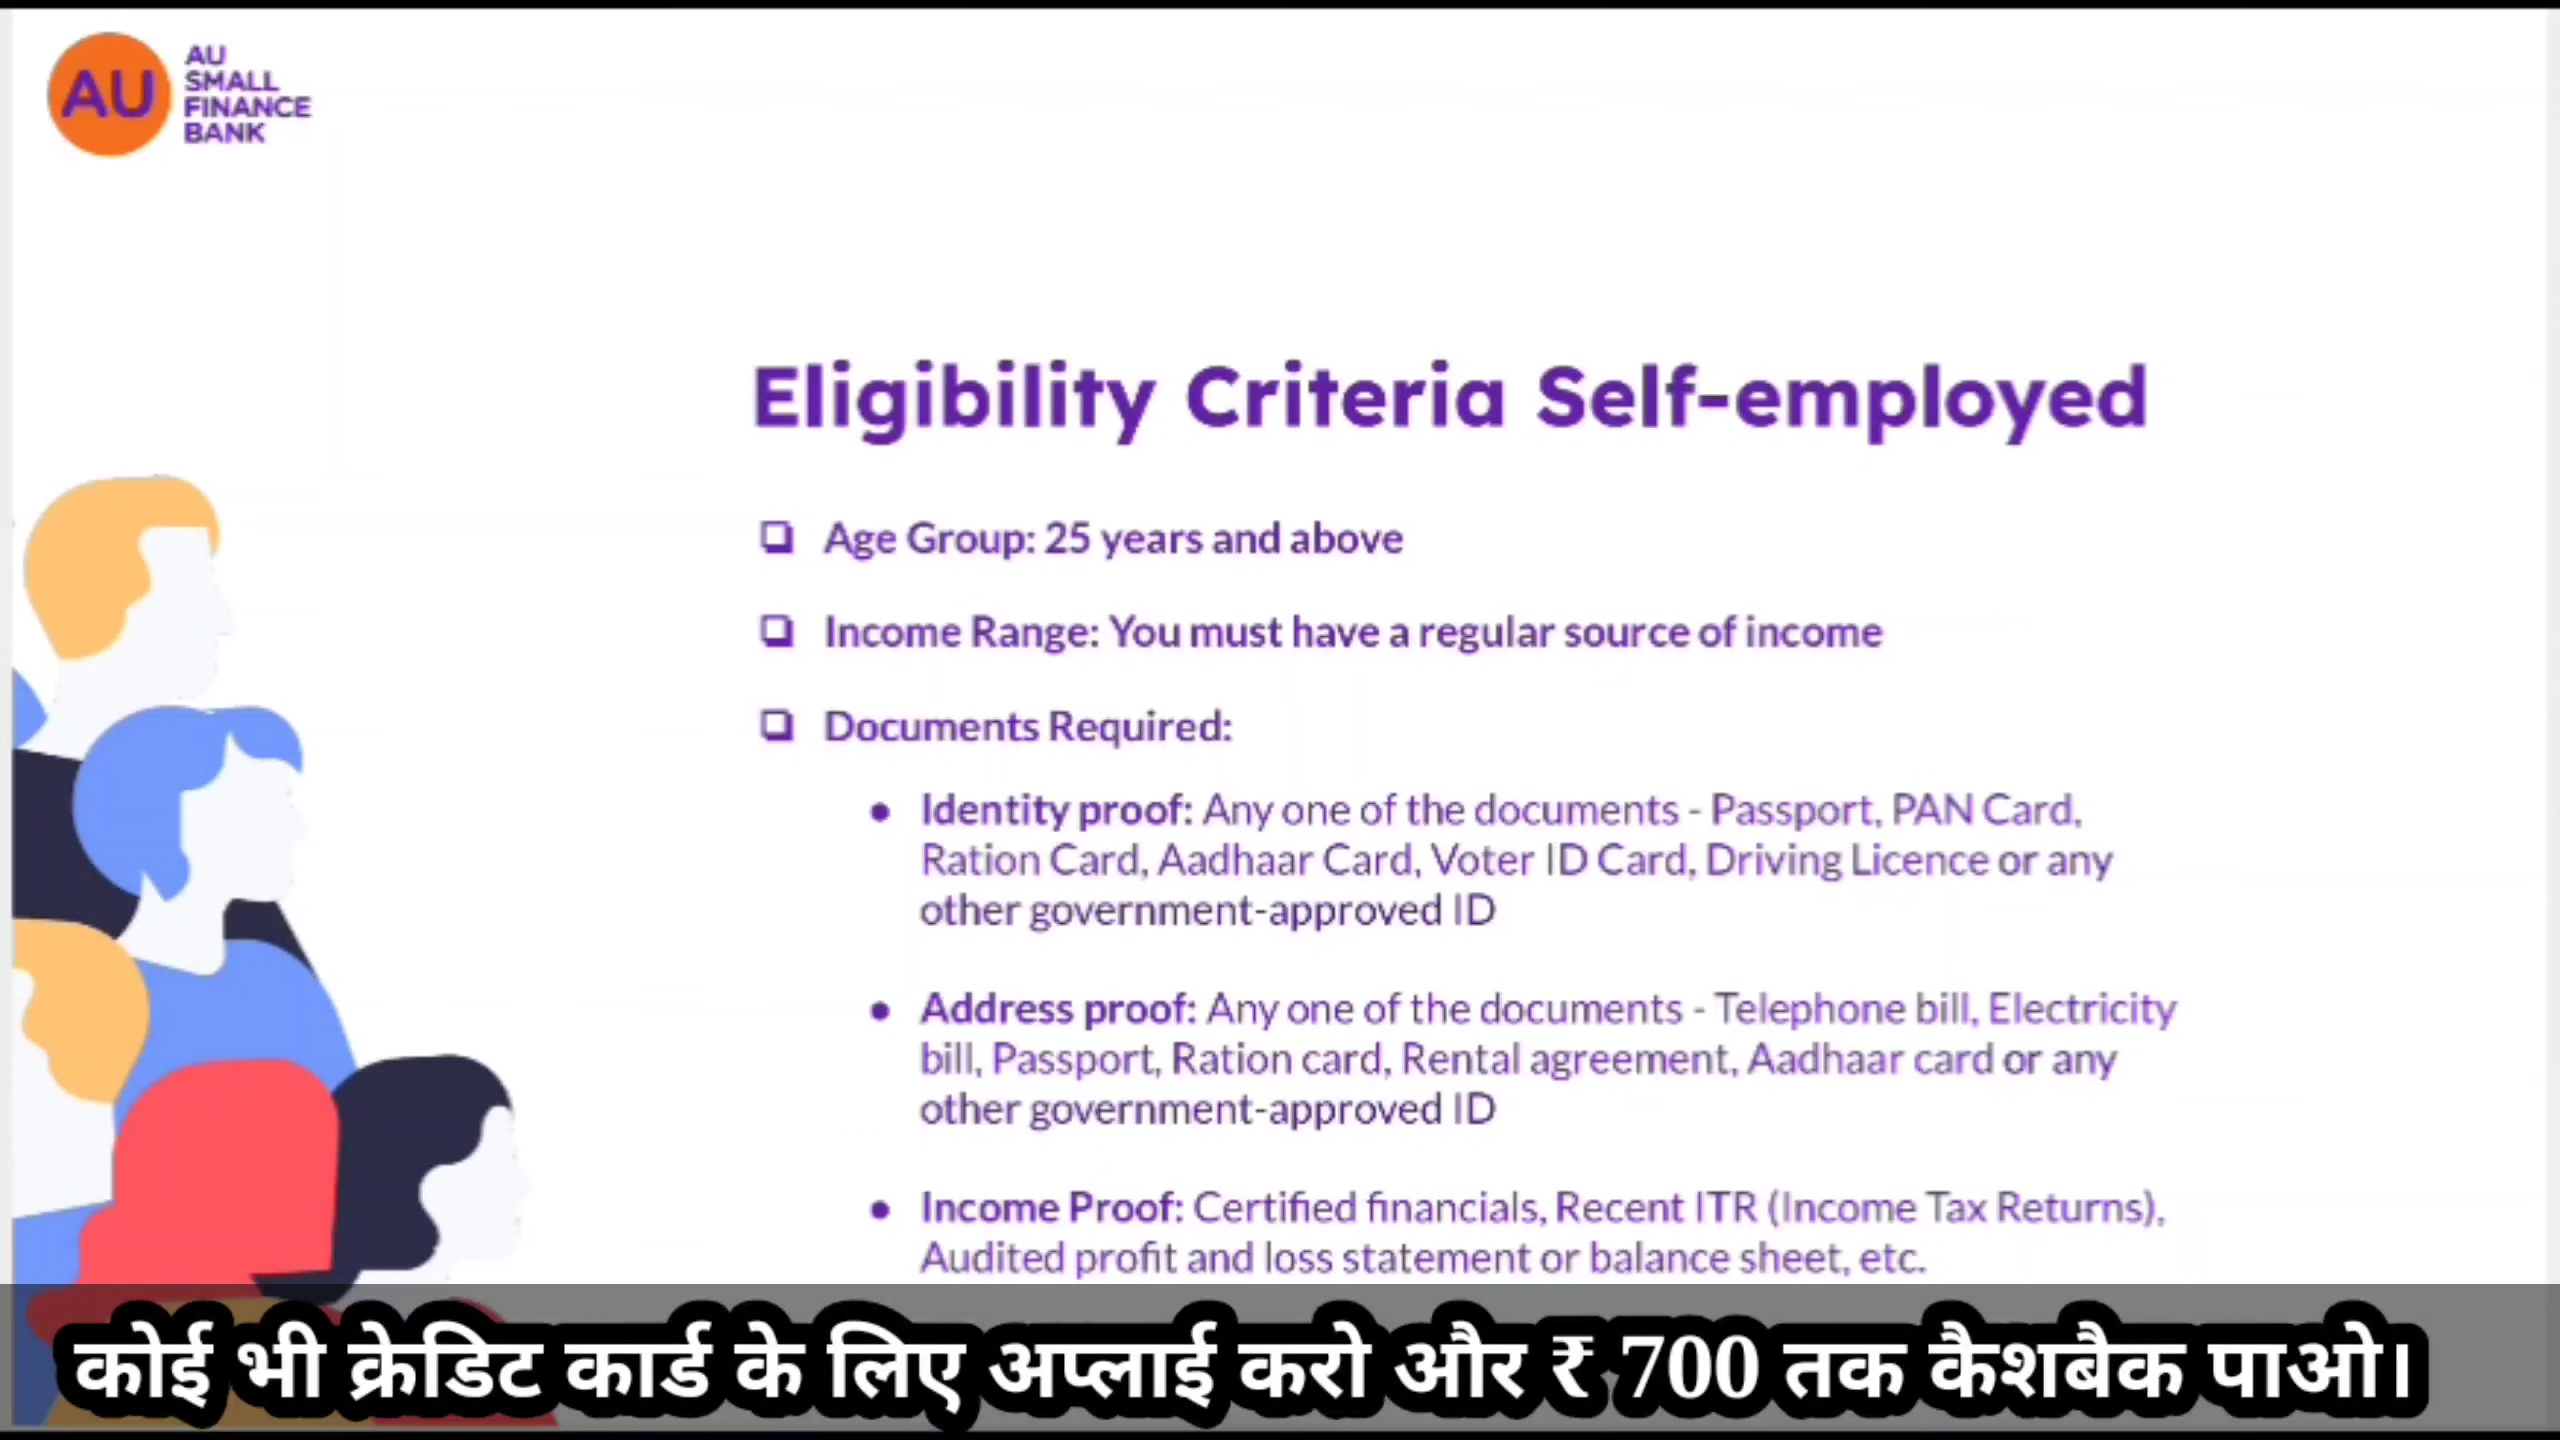 AU
AU
SMALL
FINANCE
BANK
Eligibility Criteria Self-employed
Age Group: 25 years and above
Income Range: You must have a regular source of income
Documents Required:
Identity proof: Any one of the documents - Passport, PAN Card,
Ration Card, Aadhaar Card, Voter ID Card, Driving Licence or any
other government-approved ID
Address proof: Any one of the documents - Telephone bill, Electricity
bill, Passport, Ration card, Rental agreement, Aadhaar card or any
other government-approved ID
Income Proof: Certified financials, Recent ITR (Income Tax Returns),
Audited profit and loss statement or balance sheet, etc.
कोई भी क्रेडिट कार्ड के लिए अप्लाई करो और ₹ 700 तक कैशबैक पाओ।